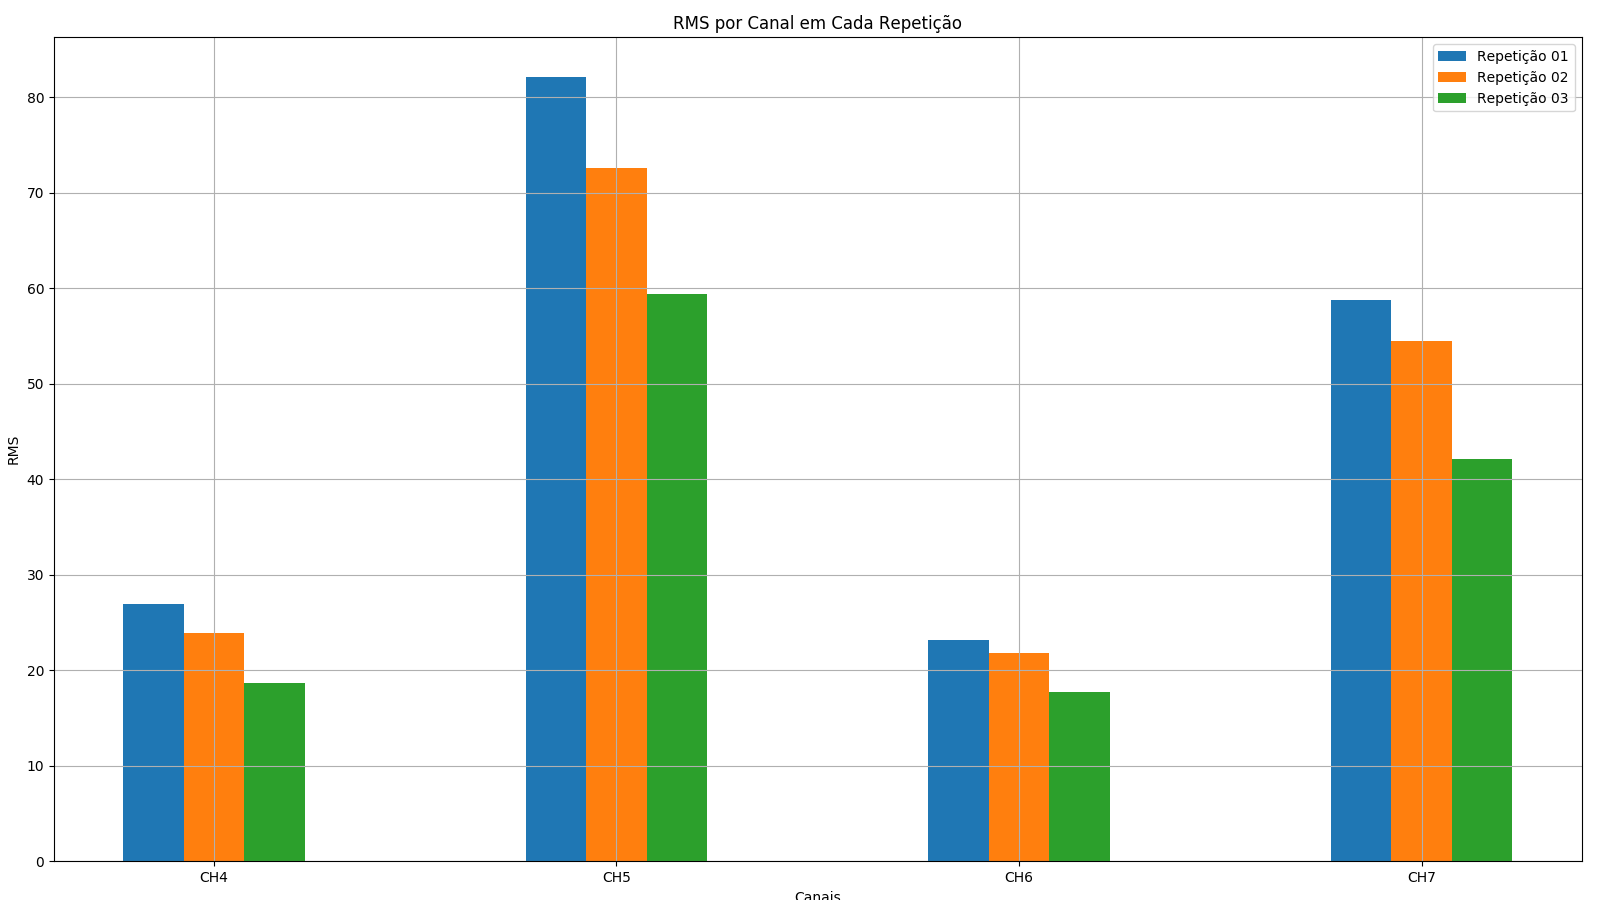 RMS por Canal em Cada Repetição
Repetição 01
Repetição 02
Repetição 03
80
70
60
50
40
30
20
10
0
RMS
CH4 CH5 CH6 CH7
Canais